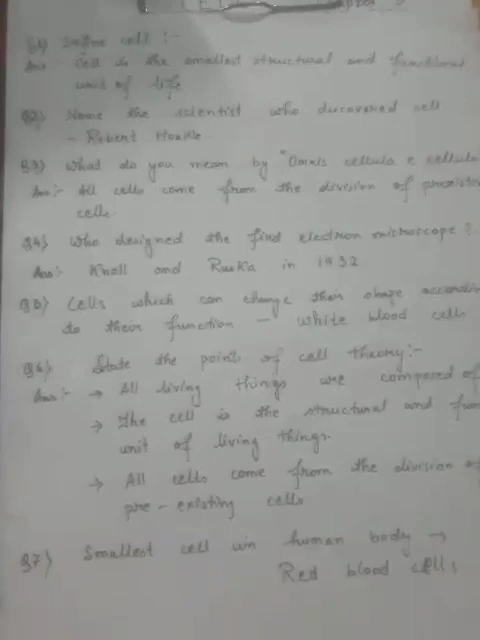 Q1) Define cell :-
Ans Cell is the smallest structural and functional
unit of life
Q2) Name the scientist who discovered cell
- Robert Hooke.
Q3) What do you mean by "Omnis cellula e cellula
Ans:- All cells come from the division of preexisting
cells.
Q4) Who designed the first electron microscope?
Ans:- Knoll and Ruska in 1932
Q5) Cells which can change their shape according
to their function - white blood cells
Q6) State the points of cell theory:-
Ans:- → All living things are composed of
→ The cell is the structural and fun
unit of living things.
→ All cells come from the division of
pre-existing cells
Q7) Smallest cell in human body →
Red blood cells